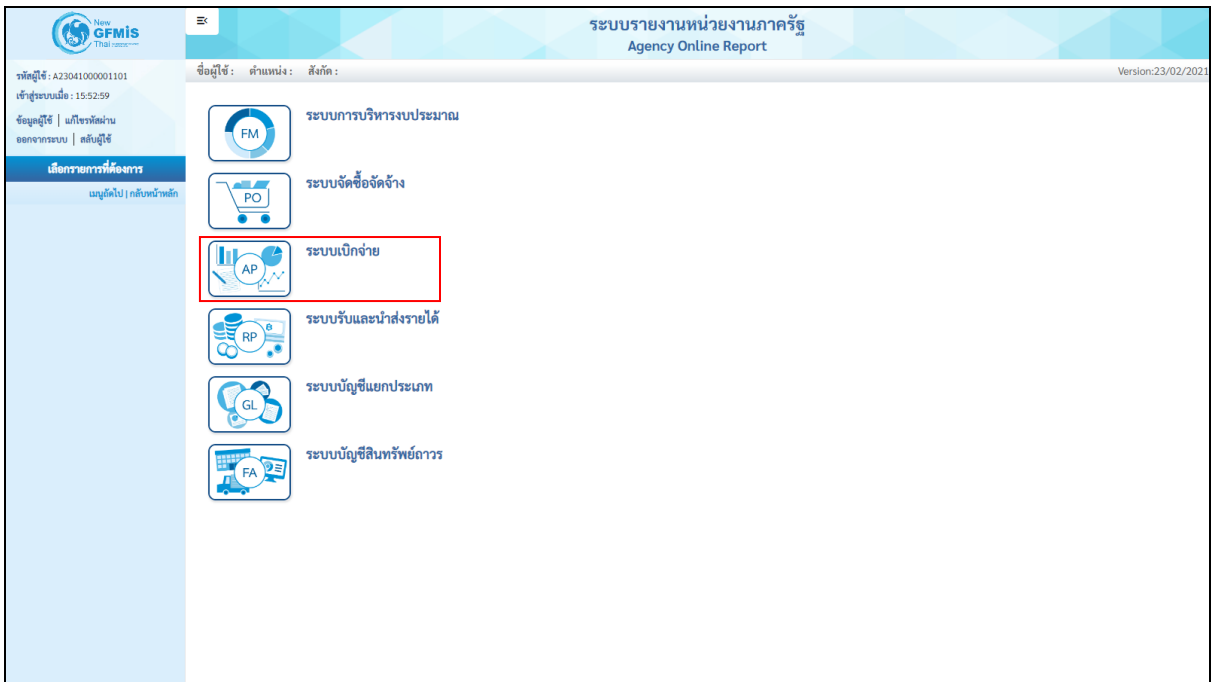 New
GFMIS
Thai
ระบบรายงานหน่วยงานภาครัฐ
Agency Online Report
รหัสผู้ใช้ : A23041000001101
เข้าสู่ระบบเมื่อ : 15:52:59
ข้อมูลผู้ใช้ | แก้ไขรหัสผ่าน
ออกจากระบบ | สลับผู้ใช้
เลือกรายการที่ต้องการ
เมนูถัดไป | กลับหน้าหลัก
ชื่อผู้ใช้ : ตำแหน่ง : สังกัด :
Version:23/02/2021
FM
ระบบการบริหารงบประมาณ
PO
ระบบจัดซื้อจัดจ้าง
AP
ระบบเบิกจ่าย
RP
ระบบรับและนำส่งรายได้
GL
ระบบบัญชีแยกประเภท
FA
ระบบบัญชีสินทรัพย์ถาวร